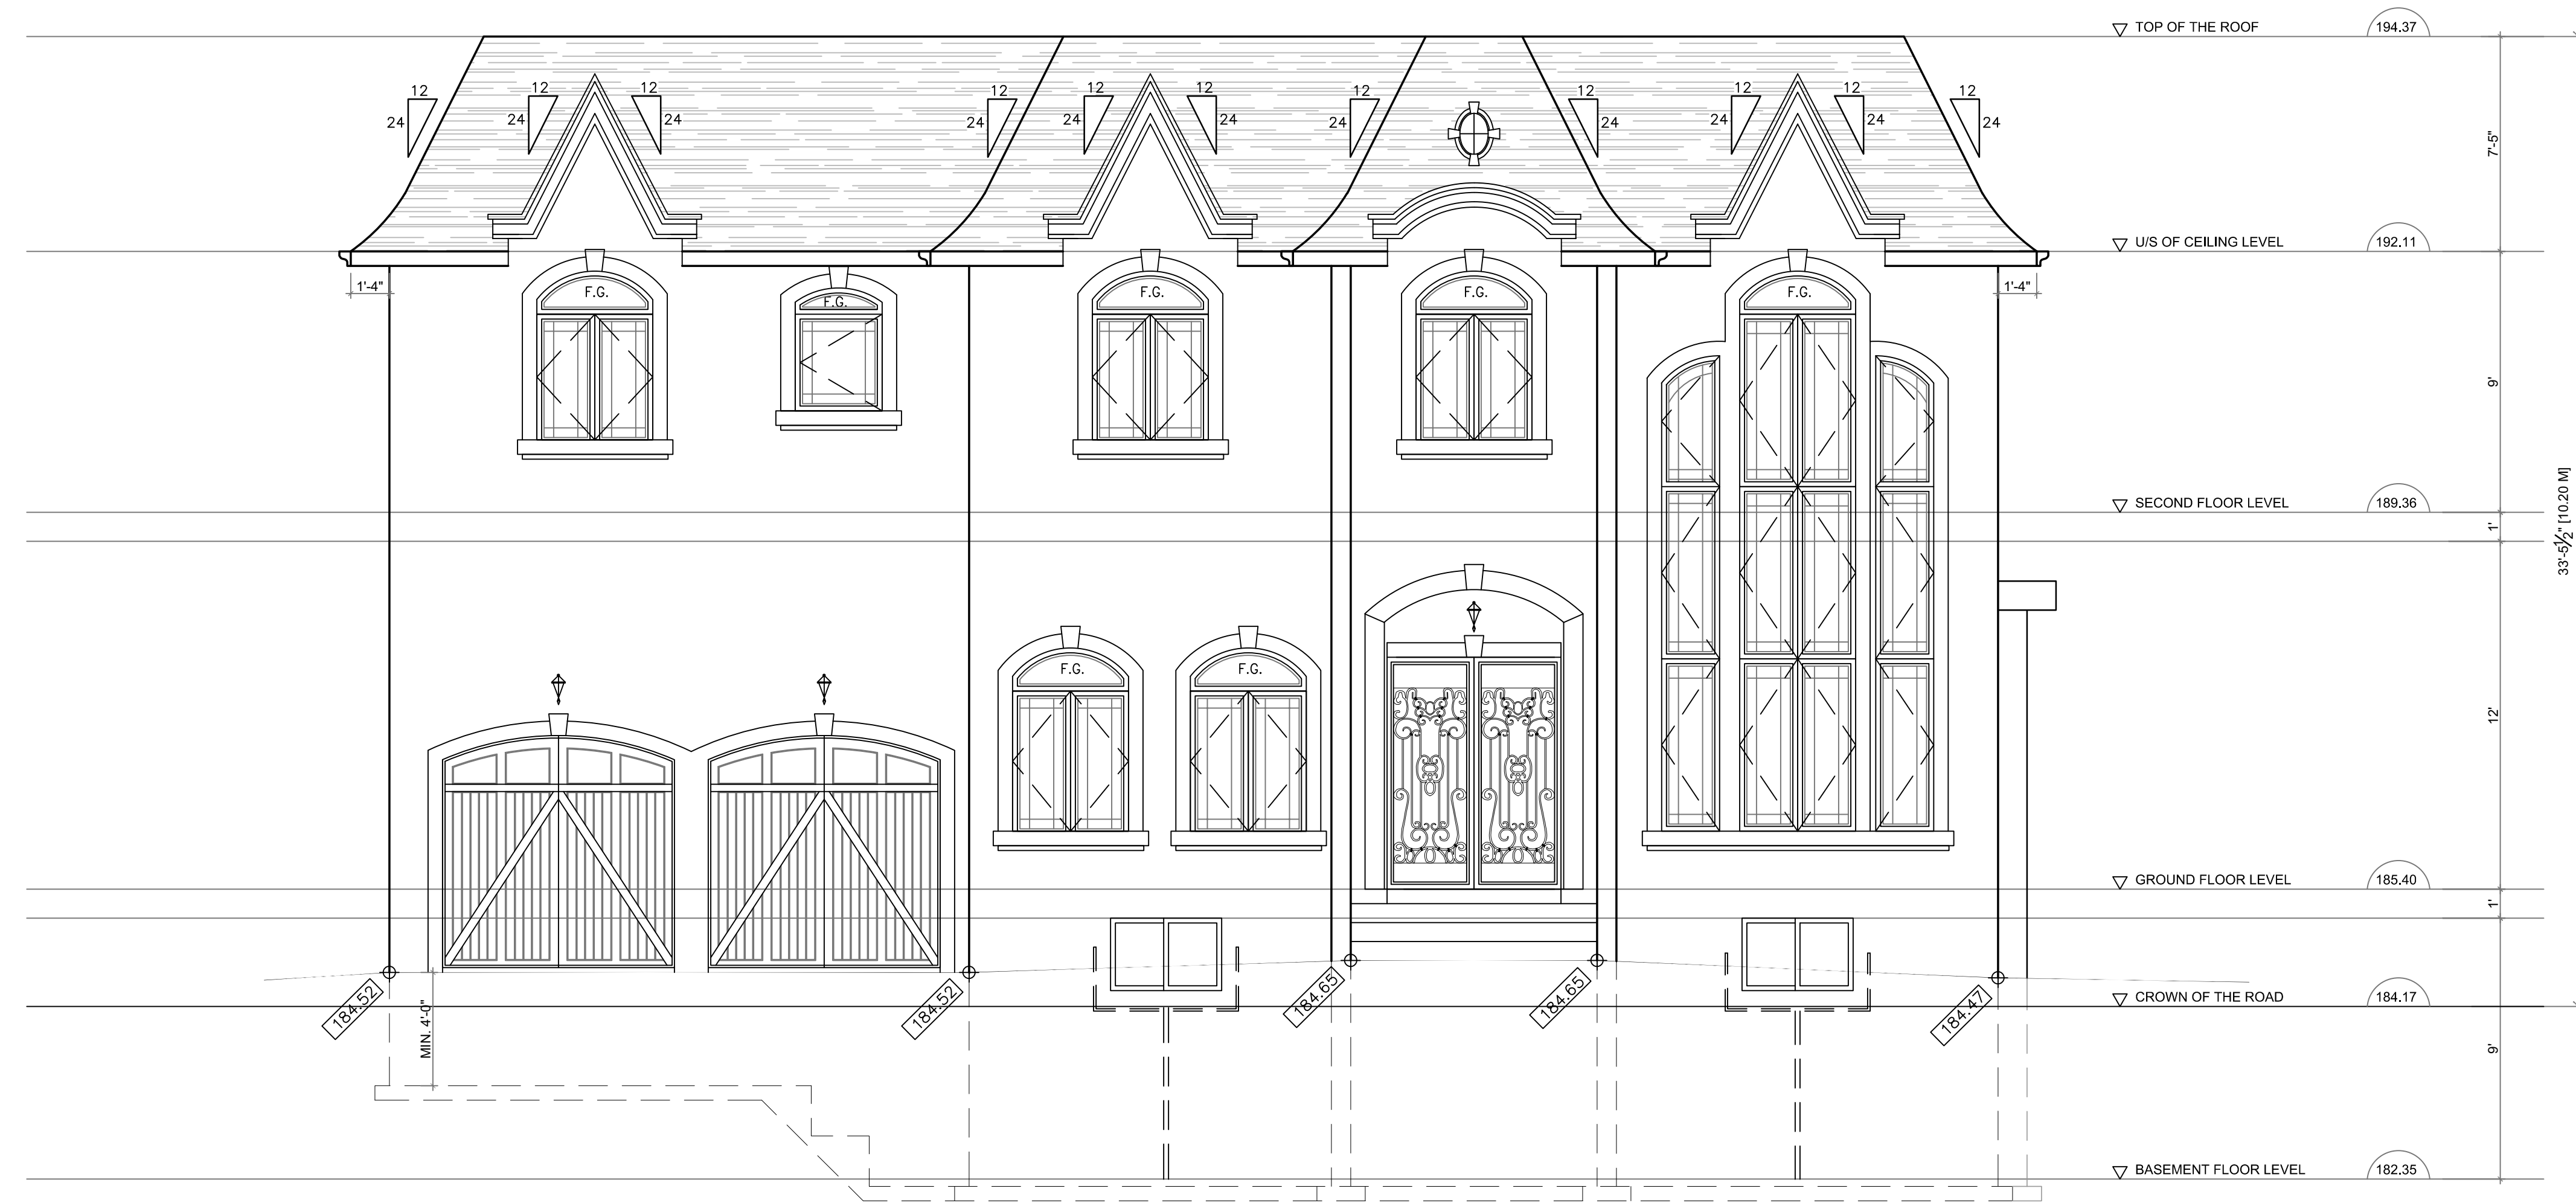 TOP OF THE ROOF 194.37
12 12 12 12 12 12 12 12 12 12 12
24 24 24 24 24 24 24 24 24 24 24
7'-5"
U/S OF CEILING LEVEL 192.11
1'-4" 1'-4"
F.G. F.G. F.G. F.G. F.G.
9'
SECOND FLOOR LEVEL 189.36
1'
33'-5½" [10.20 M]
F.G. F.G.
12'
GROUND FLOOR LEVEL 185.40
1'
184.52 184.52 184.65 184.65 184.47
CROWN OF THE ROAD 184.17
MIN. 4'-0"
9'
BASEMENT FLOOR LEVEL 182.35